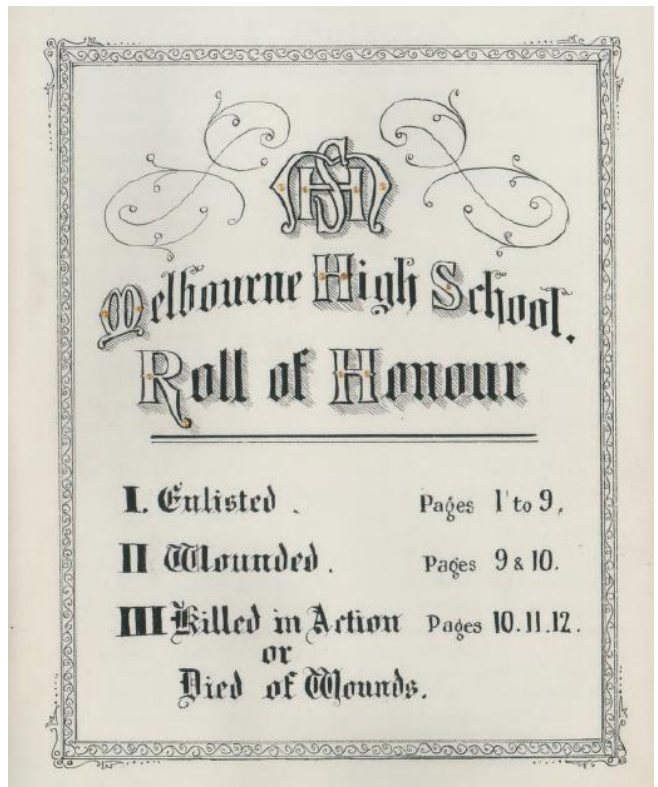 MHS
Melbourne High School.
Roll of Honour
I. Enlisted. Pages 1 to 9.
II Wounded. Pages 9 & 10.
III Killed in Action Pages 10.11.12.
or
Died of Wounds.